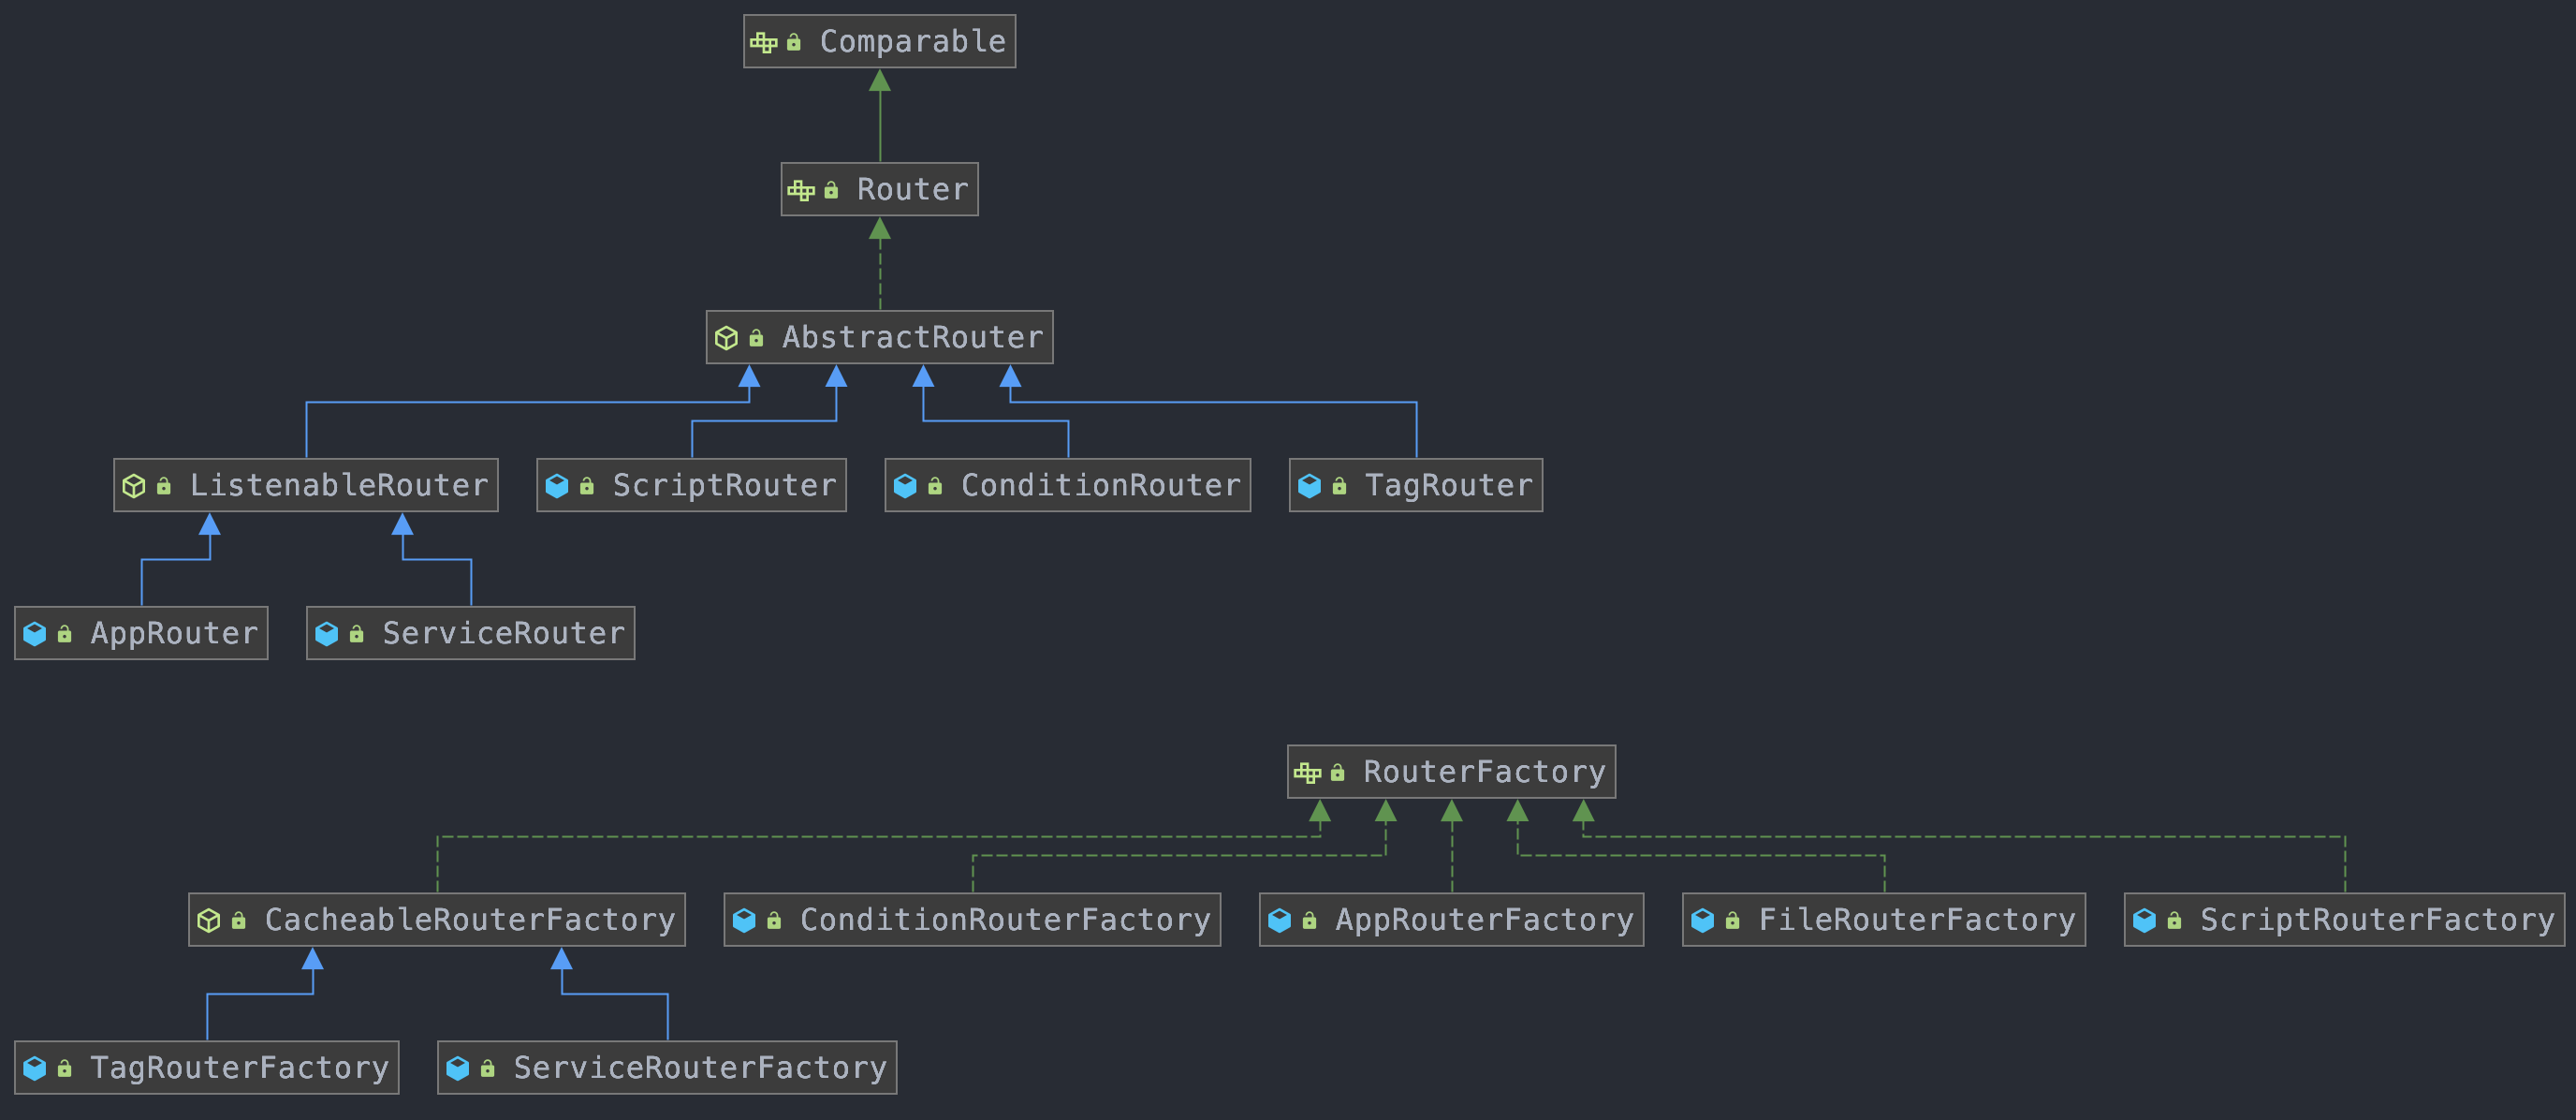 Comparable
Router
AbstractRouter
ListenableRouter
ScriptRouter
ConditionRouter
TagRouter
AppRouter
ServiceRouter
RouterFactory
CacheableRouterFactory
ConditionRouterFactory
AppRouterFactory
FileRouterFactory
ScriptRouterFactory
TagRouterFactory
ServiceRouterFactory